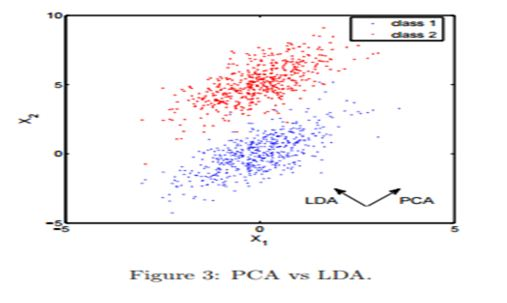 10
class 1
class 2
5
X2
0
LDA PCA
-5
-5 0 5
X1
Figure 3: PCA vs LDA.